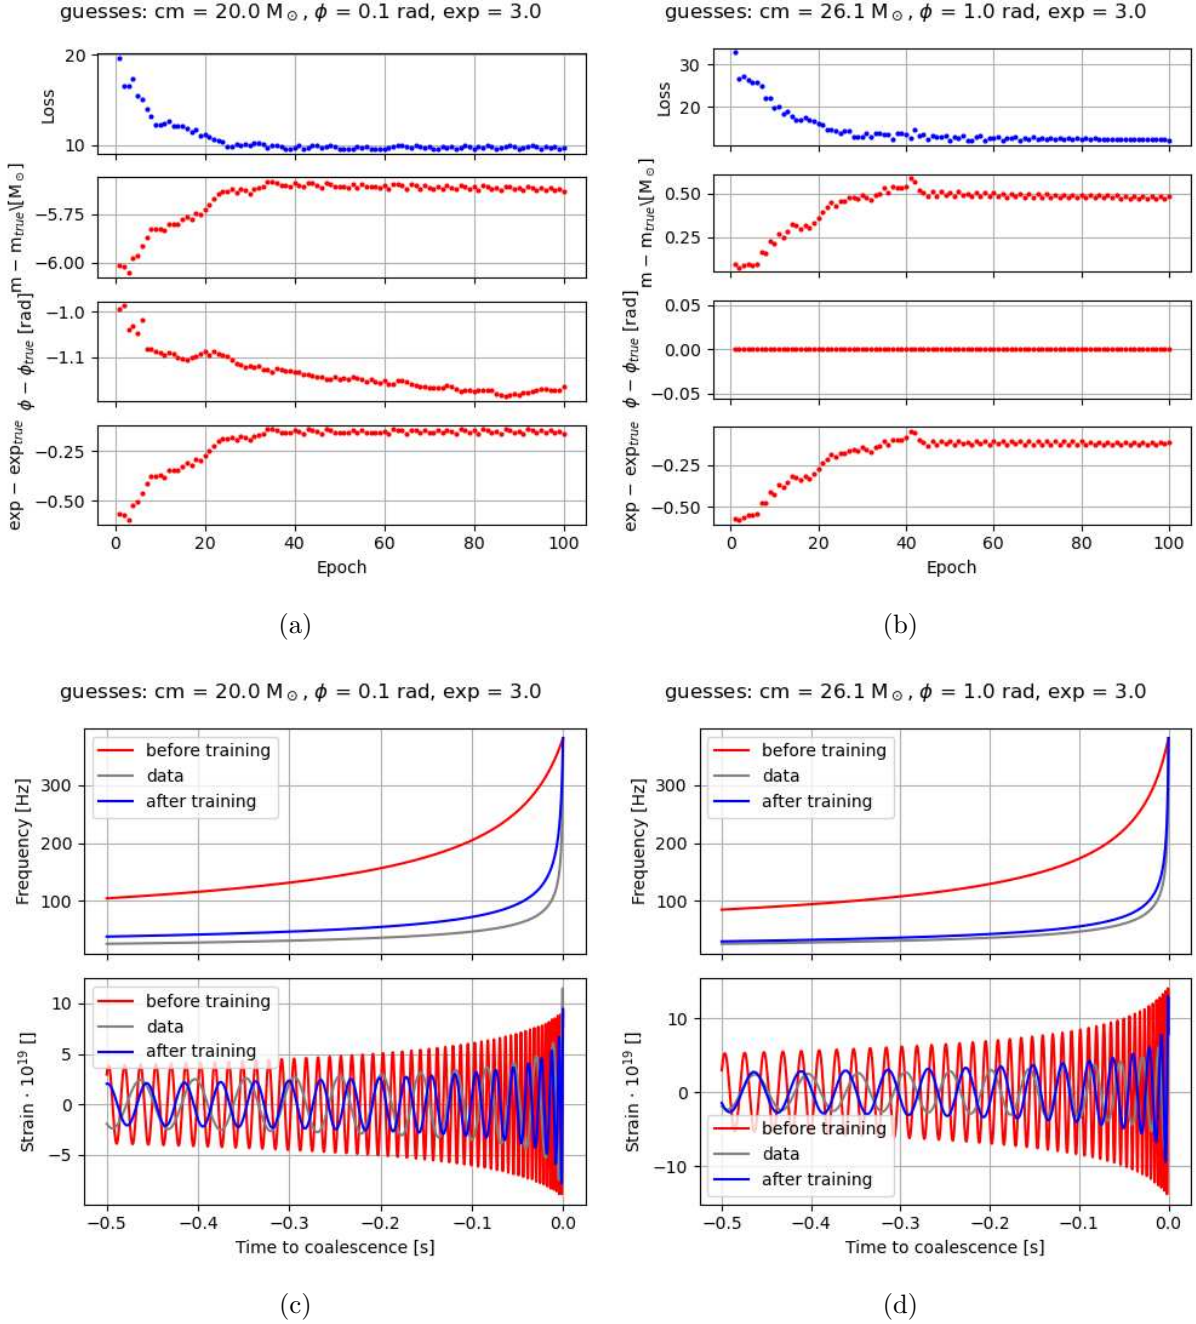 guesses: cm = 20.0 M⊙, ϕ = 0.1 rad, exp = 3.0
20
10
Loss
−5.75
−6.00
m − m_true\[M⊙]
−1.0
−1.1
ϕ − ϕ_true [rad]
−0.25
−0.50
exp − exp_true
0 20 40 60 80 100
Epoch
(a)
guesses: cm = 26.1 M⊙, ϕ = 1.0 rad, exp = 3.0
30
20
Loss
0.50
0.25
m − m_true\[M⊙]
0.05
0.00
−0.05
ϕ − ϕ_true [rad]
−0.25
−0.50
exp − exp_true
0 20 40 60 80 100
Epoch
(b)
guesses: cm = 20.0 M⊙, ϕ = 0.1 rad, exp = 3.0
before training
data
after training
300
200
100
Frequency [Hz]
before training
data
after training
10
5
0
−5
Strain · 10¹⁹ []
−0.5 −0.4 −0.3 −0.2 −0.1 0.0
Time to coalescence [s]
(c)
guesses: cm = 26.1 M⊙, ϕ = 1.0 rad, exp = 3.0
before training
data
after training
300
200
100
Frequency [Hz]
10
0
−10
Strain · 10¹⁹ []
before training
data
after training
−0.5 −0.4 −0.3 −0.2 −0.1 0.0
Time to coalescence [s]
(d)